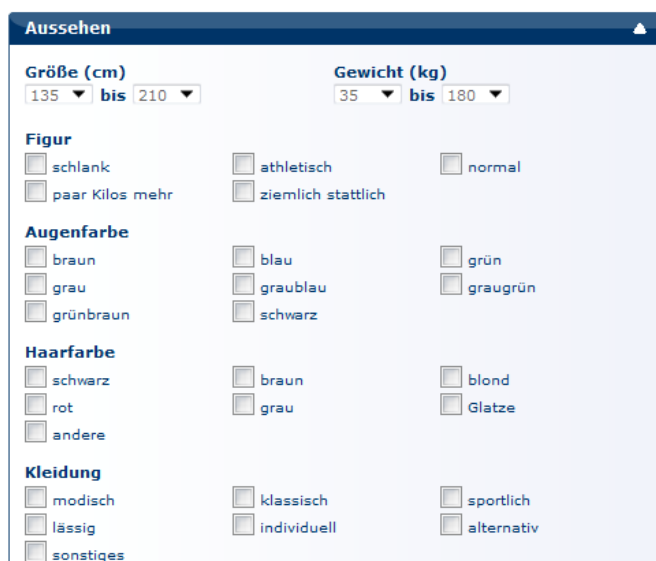 Aussehen
Größe (cm) Gewicht (kg)
135 bis 210 35 bis 180
Figur
schlank athletisch normal
paar Kilos mehr ziemlich stattlich
Augenfarbe
braun blau grün
grau graublau graugrün
grünbraun schwarz
Haarfarbe
schwarz braun blond
rot grau Glatze
andere
Kleidung
modisch klassisch sportlich
lässig individuell alternativ
sonstiges